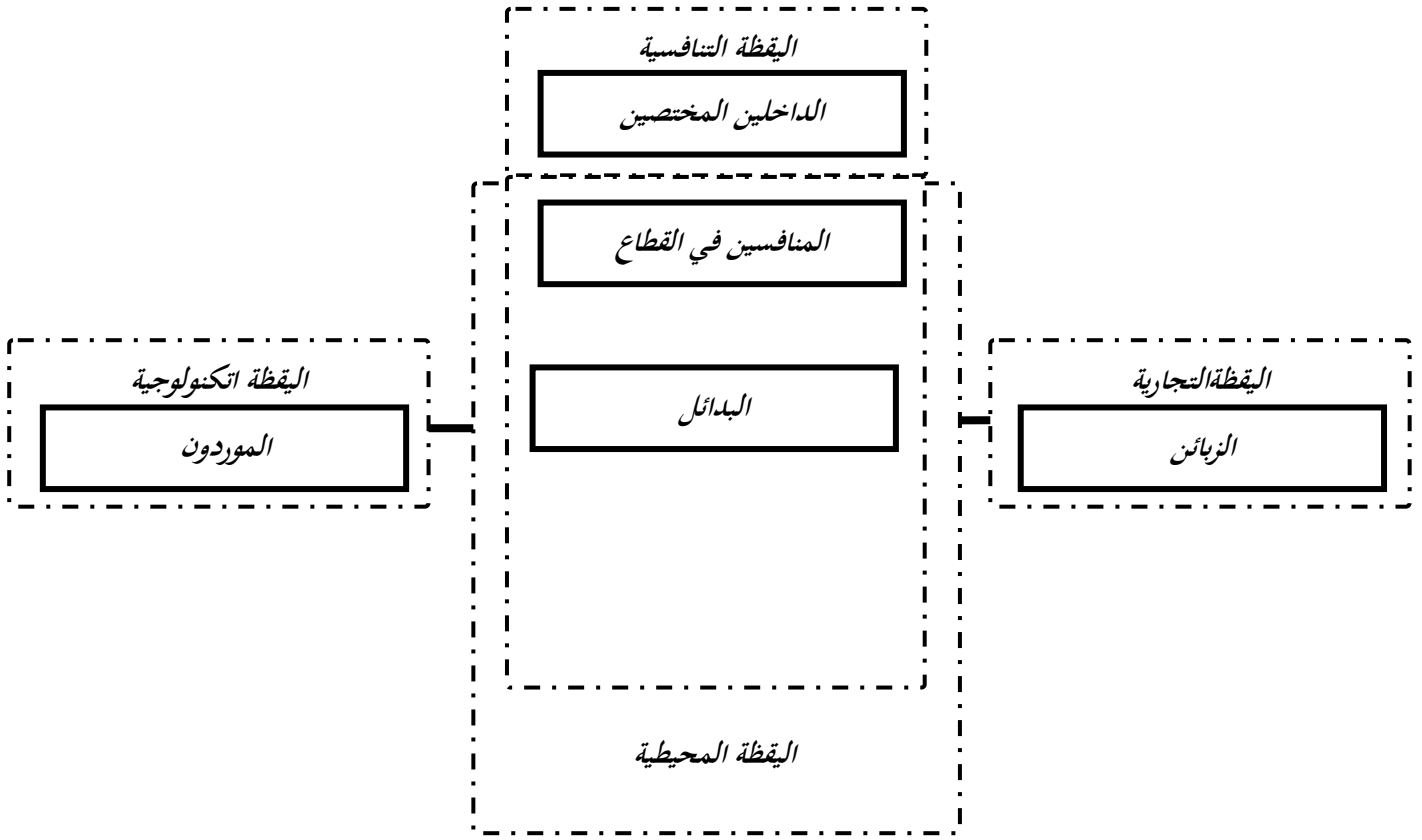 اليقظة التنافسية
الداخلين المختصين
المنافسين في القطاع
اليقظةالتجارية
الزبائن
البدائل
اليقظة اتكنولوجية
الموردون
اليقظة المحيطية